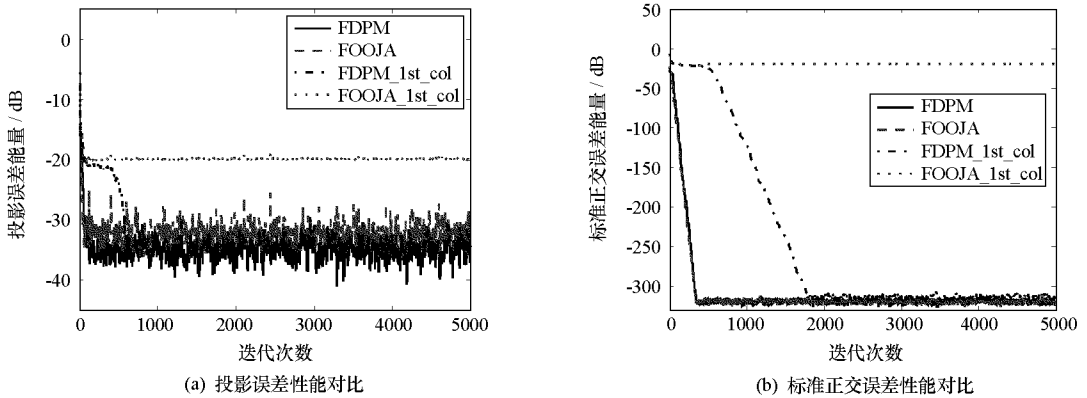 0
-10
-20
-30
-40
投影误差能量 / dB
FDPM
FOOJA
FDPM_1st_col
FOOJA_1st_col
0 1000 2000 3000 4000 5000
迭代次数
(a) 投影误差性能对比
50
0
-50
-100
-150
-200
-250
-300
标准正交误差能量 / dB
FDPM
FOOJA
FDPM_1st_col
FOOJA_1st_col
0 1000 2000 3000 4000 5000
迭代次数
(b) 标准正交误差性能对比